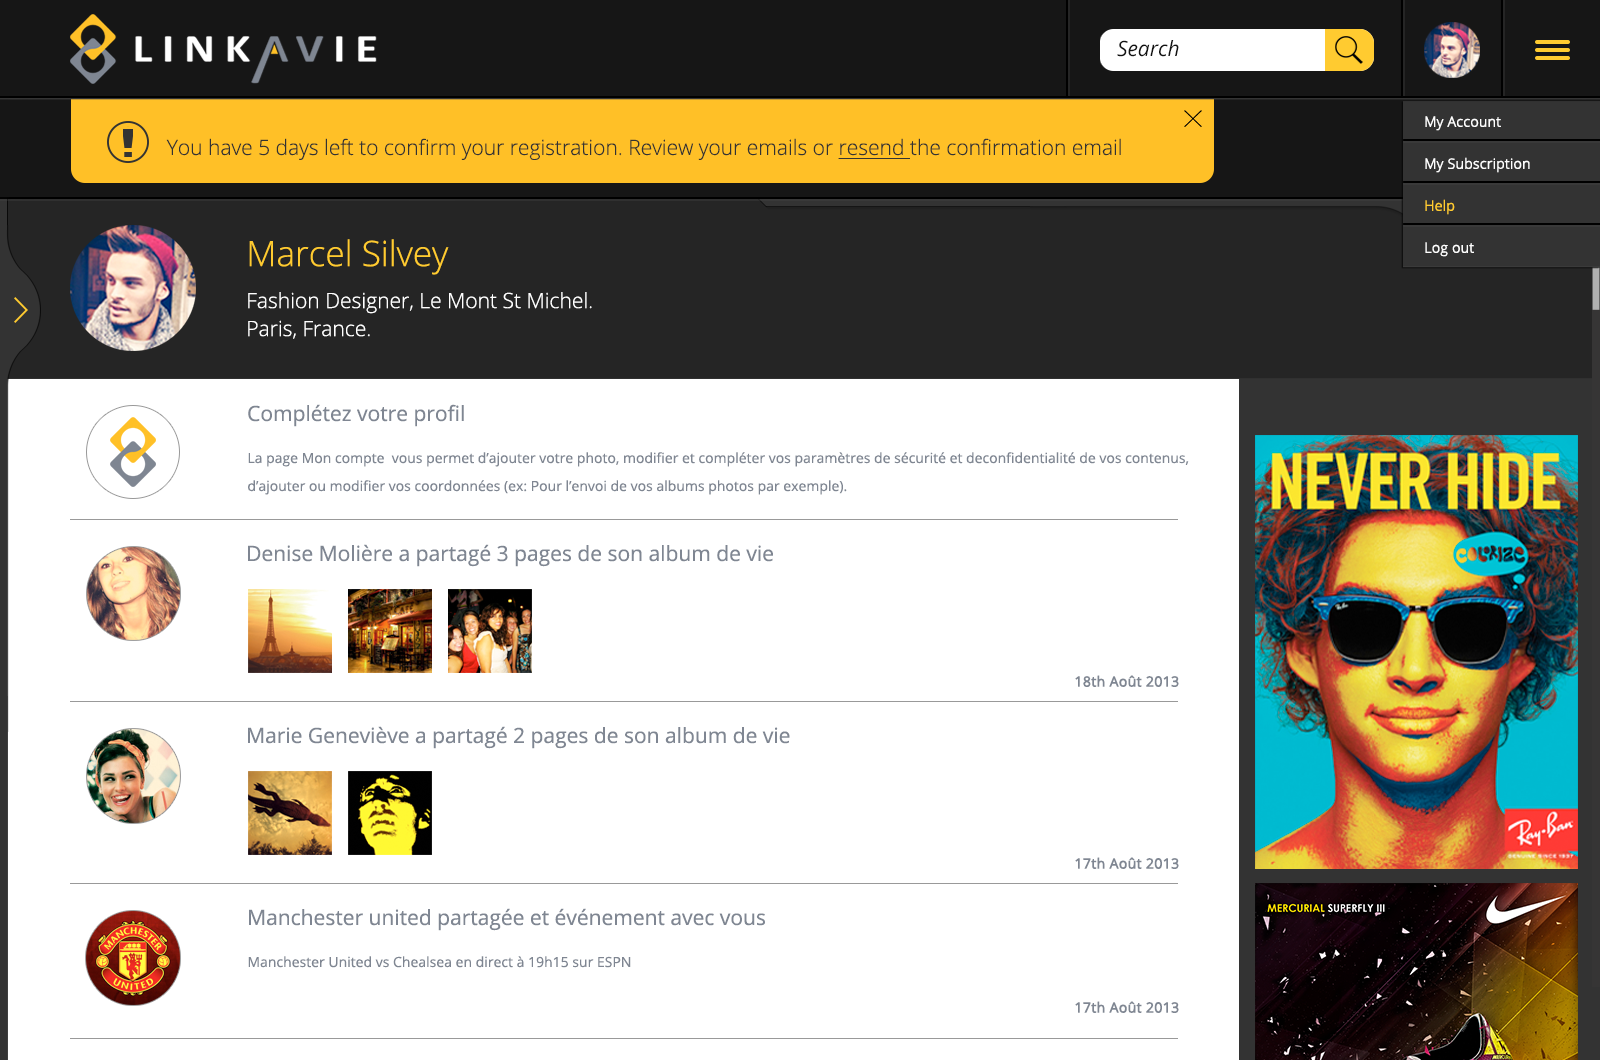 LINKAVIE
Search
You have 5 days left to confirm your registration. Review your emails or resend the confirmation email
My Account
My Subscription
Help
Log out
Marcel Silvey
Fashion Designer, Le Mont St Michel.
Paris, France.
Complétez votre profil
La page Mon compte vous permet d’ajouter votre photo, modifier et compléter vos paramètres de sécurité et deconfidentialité de vos contenus,
d’ajouter ou modifier vos coordonnées (ex: Pour l’envoi de vos albums photos par exemple).
Denise Molière a partagé 3 pages de son album de vie
18th Août 2013
Marie Geneviève a partagé 2 pages de son album de vie
17th Août 2013
MANCHESTER
UNITED
Manchester united partagée et événement avec vous
Manchester United vs Chealsea en direct à 19h15 sur ESPN
17th Août 2013
NEVER HIDE
COLORIZE
Ray-Ban
GENUINE SINCE 1937
MERCURIAL SUPERFLY III